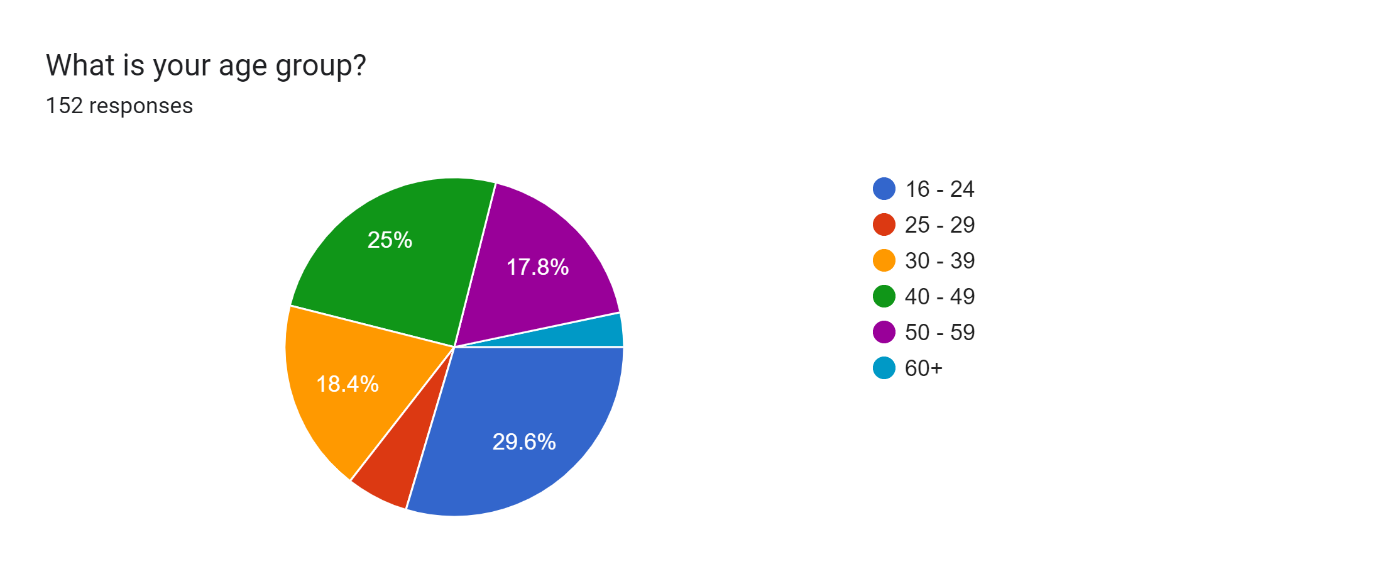 What is your age group?
152 responses
25%
17.8%
18.4%
29.6%
16 - 24
25 - 29
30 - 39
40 - 49
50 - 59
60+